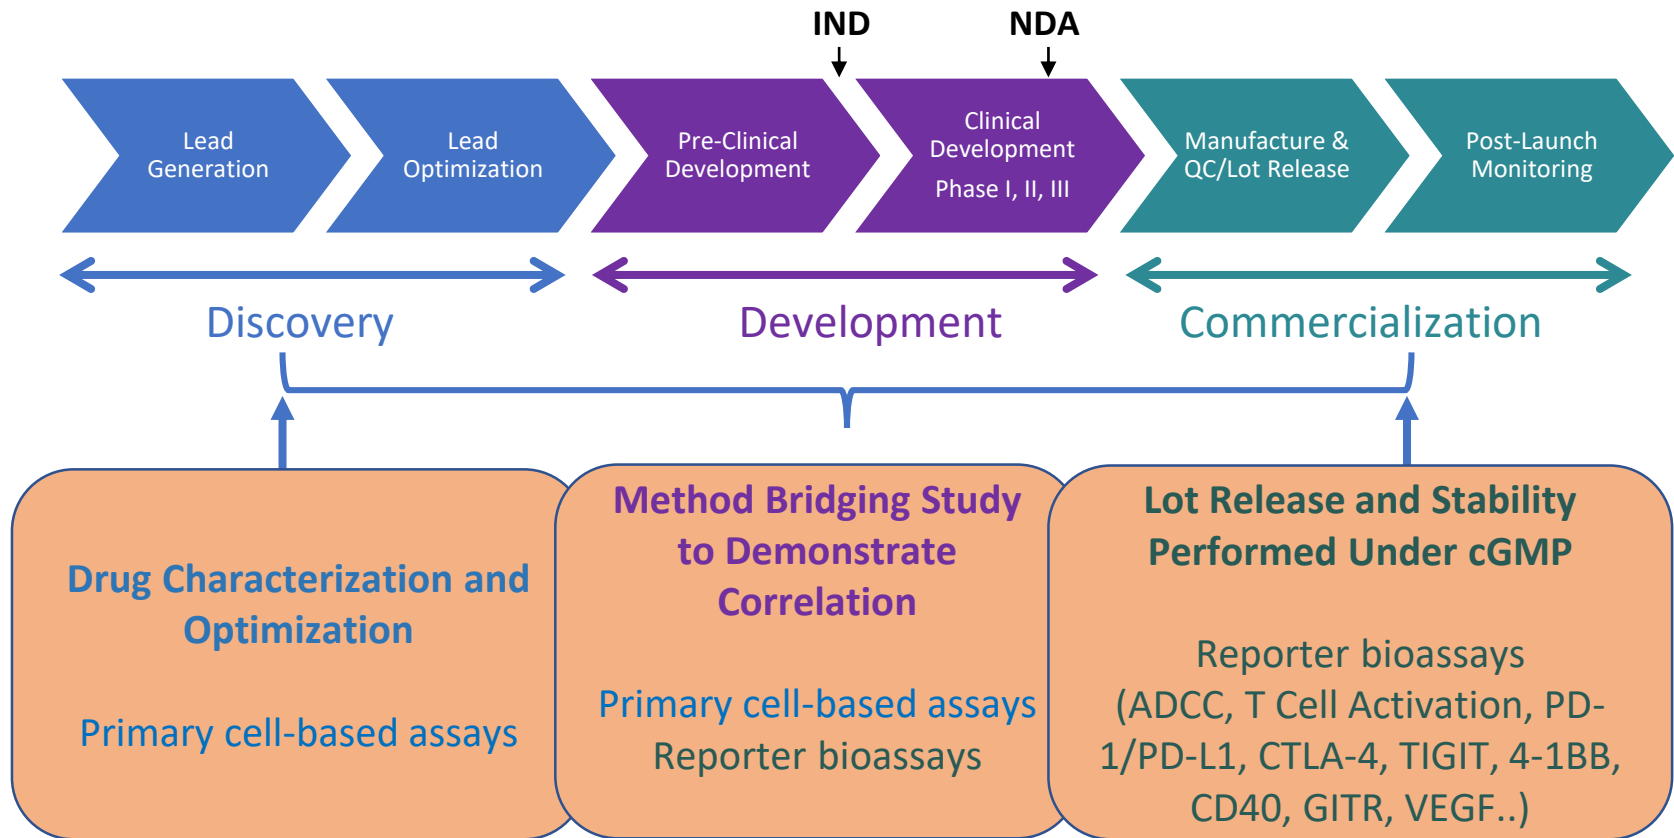 IND
NDA
Lead
Generation
Lead
Optimization
Pre-Clinical
Development
Clinical
Development
Phase I, II, III
Manufacture &
QC/Lot Release
Post-Launch
Monitoring
Discovery
Development
Commercialization
Drug Characterization and
Optimization
Primary cell-based assays
Method Bridging Study
to Demonstrate
Correlation
Primary cell-based assays
Reporter bioassays
Lot Release and Stability
Performed Under cGMP
Reporter bioassays
(ADCC, T Cell Activation, PD-
1/PD-L1, CTLA-4, TIGIT, 4-1BB,
CD40, GITR, VEGF..)